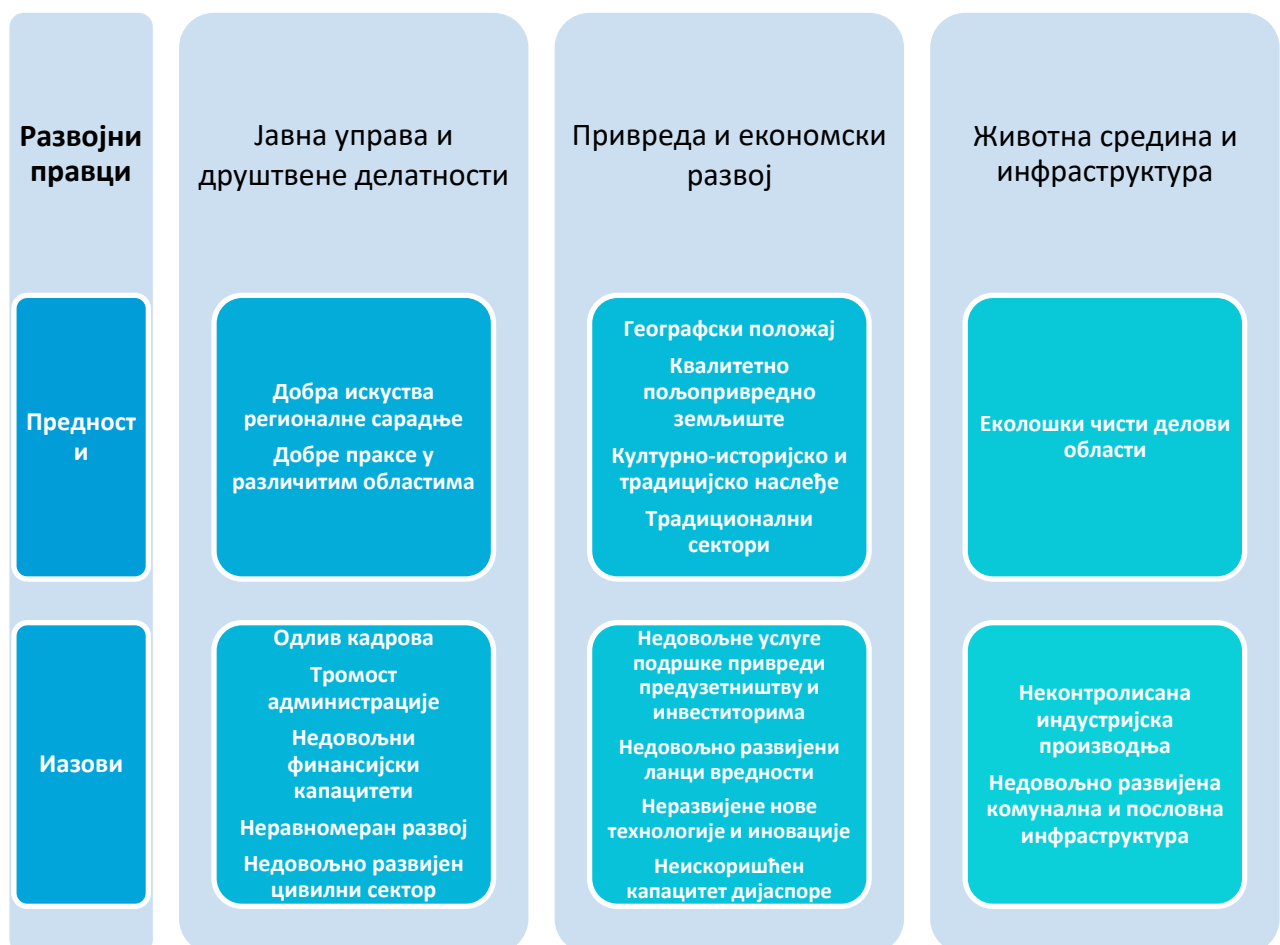 Развојни
правци
Јавна управа и
друштвене делатности
Привреда и економски
развој
Животна средина и
инфраструктура
Предност
и
Добра искуства
регионалне сарадње
Добре праксе у
различитим областима
Географски положај
Квалитетно
пољопривредно
земљиште
Културно-историјско и
традицијско наслеђе
Традиционални
сектори
Еколошки чисти делови
области
Иазови
Одлив кадрова
Тромост
администрације
Недовољни
финансијски
капацитети
Неравномеран развој
Недовољно развијен
цивилни сектор
Недовољне услуге
подршке привреди
предузетништву и
инвеститорима
Недовољно развијени
ланци вредности
Неразвијене нове
технологије и иновације
Неискоришћен
капацитет дијаспоре
Неконтролисана
индустријска
производња
Недовољно развијена
комунална и пословна
инфраструктура